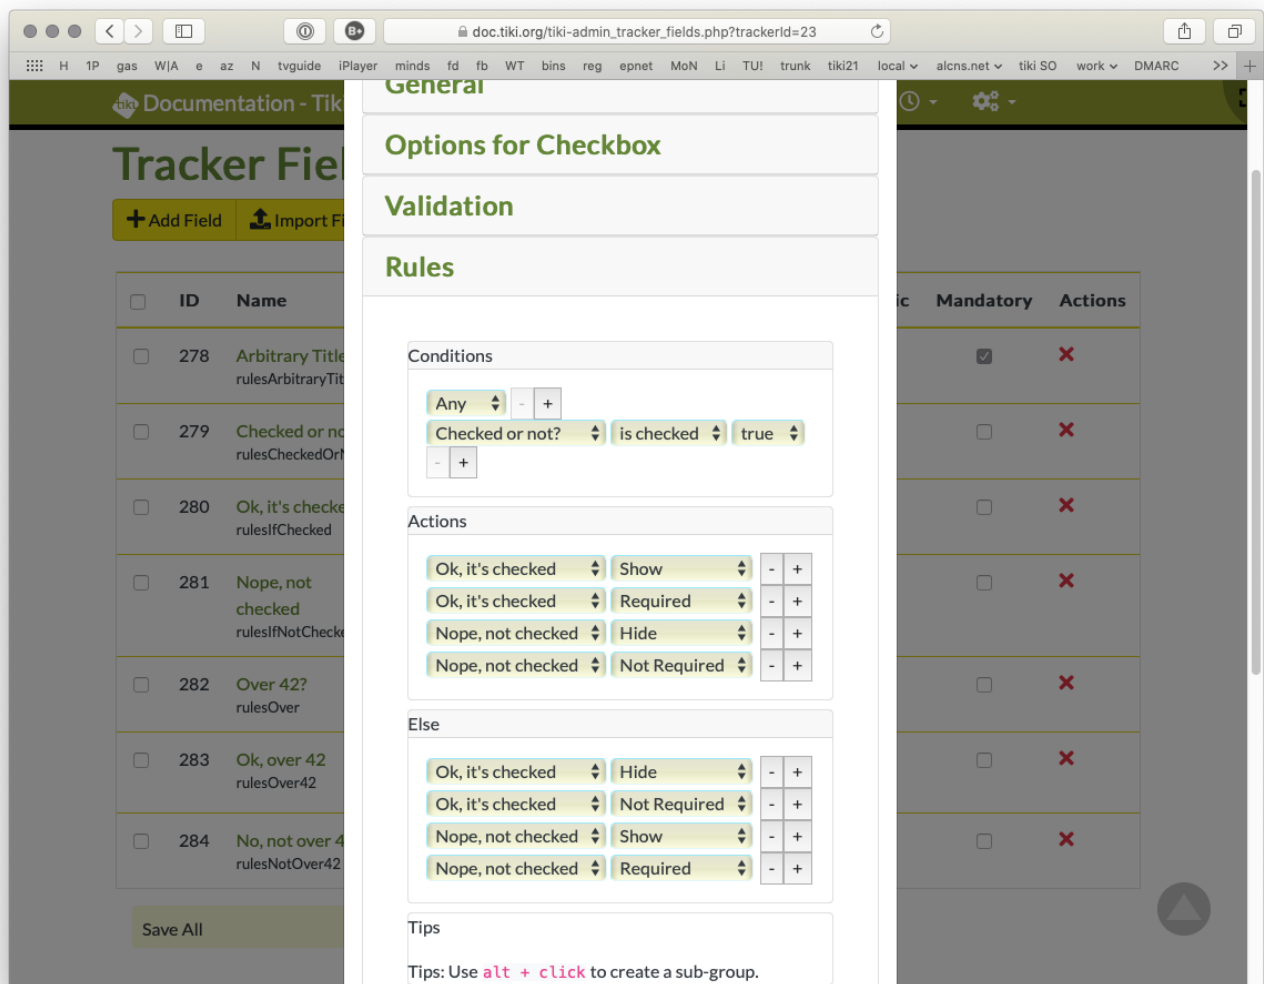 doc.tiki.org/tiki-admin_tracker_fields.php?trackerId=23
H 1P gas W|A e az N tvguide iPlayer minds fd fb WT bins reg epnet MoN Li TU! trunk tiki21 local alcns.net tiki SO work DMARC >> +
tiki Documentation - Tik
General
Tracker Fiel
Options for Checkbox
Validation
+ Add Field Import Fi
Rules
ID Name ic Mandatory Actions
278 Arbitrary Title
rulesArbitraryTit
279 Checked or no
rulesCheckedOrN
280 Ok, it's checke
rulesIfChecked
281 Nope, not
checked
rulesIfNotChecke
282 Over 42?
rulesOver
283 Ok, over 42
rulesOver42
284 No, not over 4
rulesNotOver42
Save All
Conditions
Any - +
Checked or not? is checked true
- +
Actions
Ok, it's checked Show - +
Ok, it's checked Required - +
Nope, not checked Hide - +
Nope, not checked Not Required - +
Else
Ok, it's checked Hide - +
Ok, it's checked Not Required - +
Nope, not checked Show - +
Nope, not checked Required - +
Tips
Tips: Use alt + click to create a sub-group.